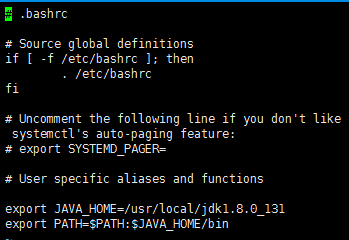 # .bashrc

# Source global definitions
if [ -f /etc/bashrc ]; then
        . /etc/bashrc
fi

# Uncomment the following line if you don't like
 systemctl's auto-paging feature:
# export SYSTEMD_PAGER=

# User specific aliases and functions

export JAVA_HOME=/usr/local/jdk1.8.0_131
export PATH=$PATH:$JAVA_HOME/bin
~